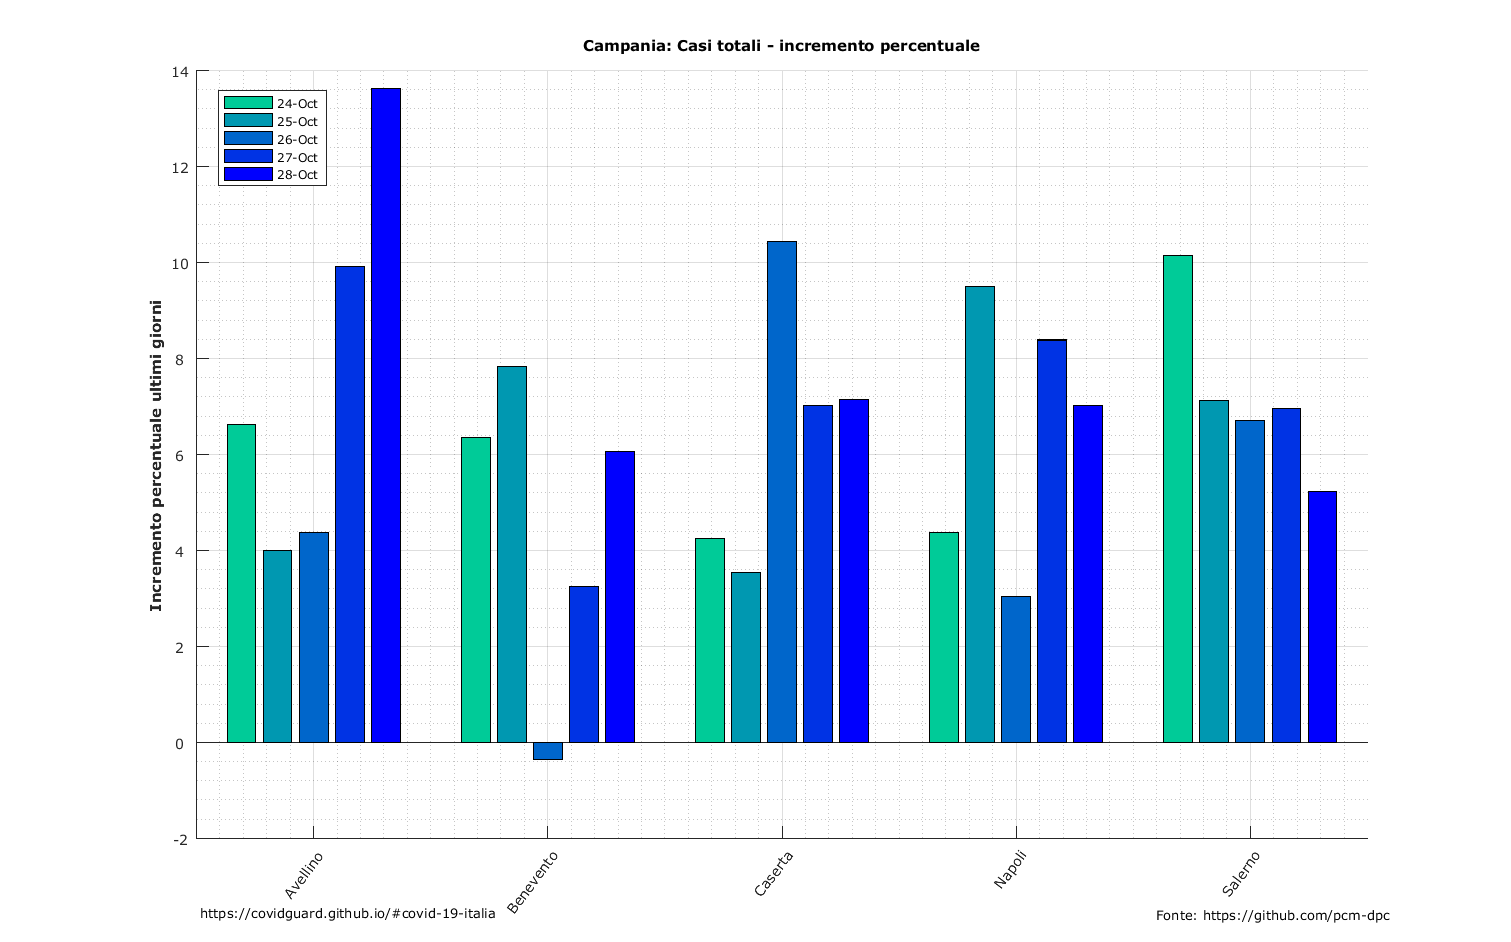 Campania: Casi totali - incremento percentuale
14
12
10
8
6
4
2
0
-2
Incremento percentuale ultimi giorni
24-Oct
25-Oct
26-Oct
27-Oct
28-Oct
Avellino
Benevento
Caserta
Napoli
Salerno
https://covidguard.github.io/#covid-19-italia
Fonte: https://github.com/pcm-dpc